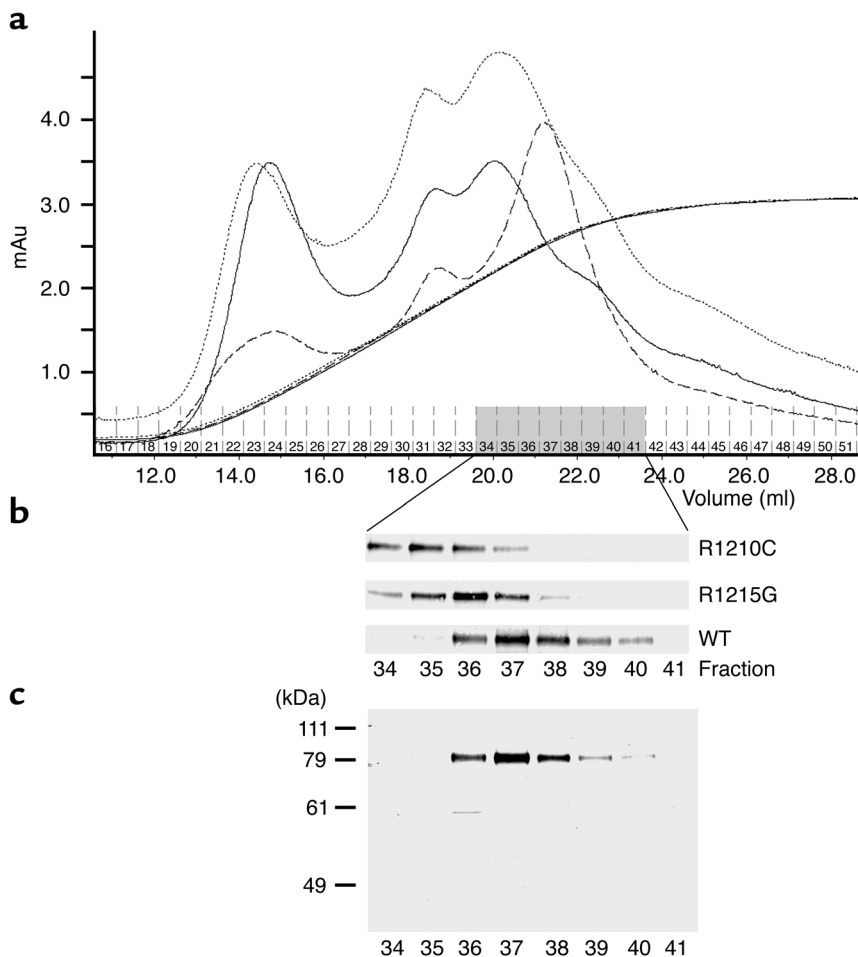 a
4.0
3.0
2.0
1.0
mAu
16 17 18 19 20 21 22 23 24 25 26 27 28 29 30 31 32 33 34 35 36 37 38 39 40 41 42 43 44 45 46 47 48 49 50 51
12.0 14.0 16.0 18.0 20.0 22.0 24.0 26.0 28.0
Volume (ml)
b
R1210C
R1215G
WT
34 35 36 37 38 39 40 41 Fraction
c
(kDa)
111
79
61
49
34 35 36 37 38 39 40 41